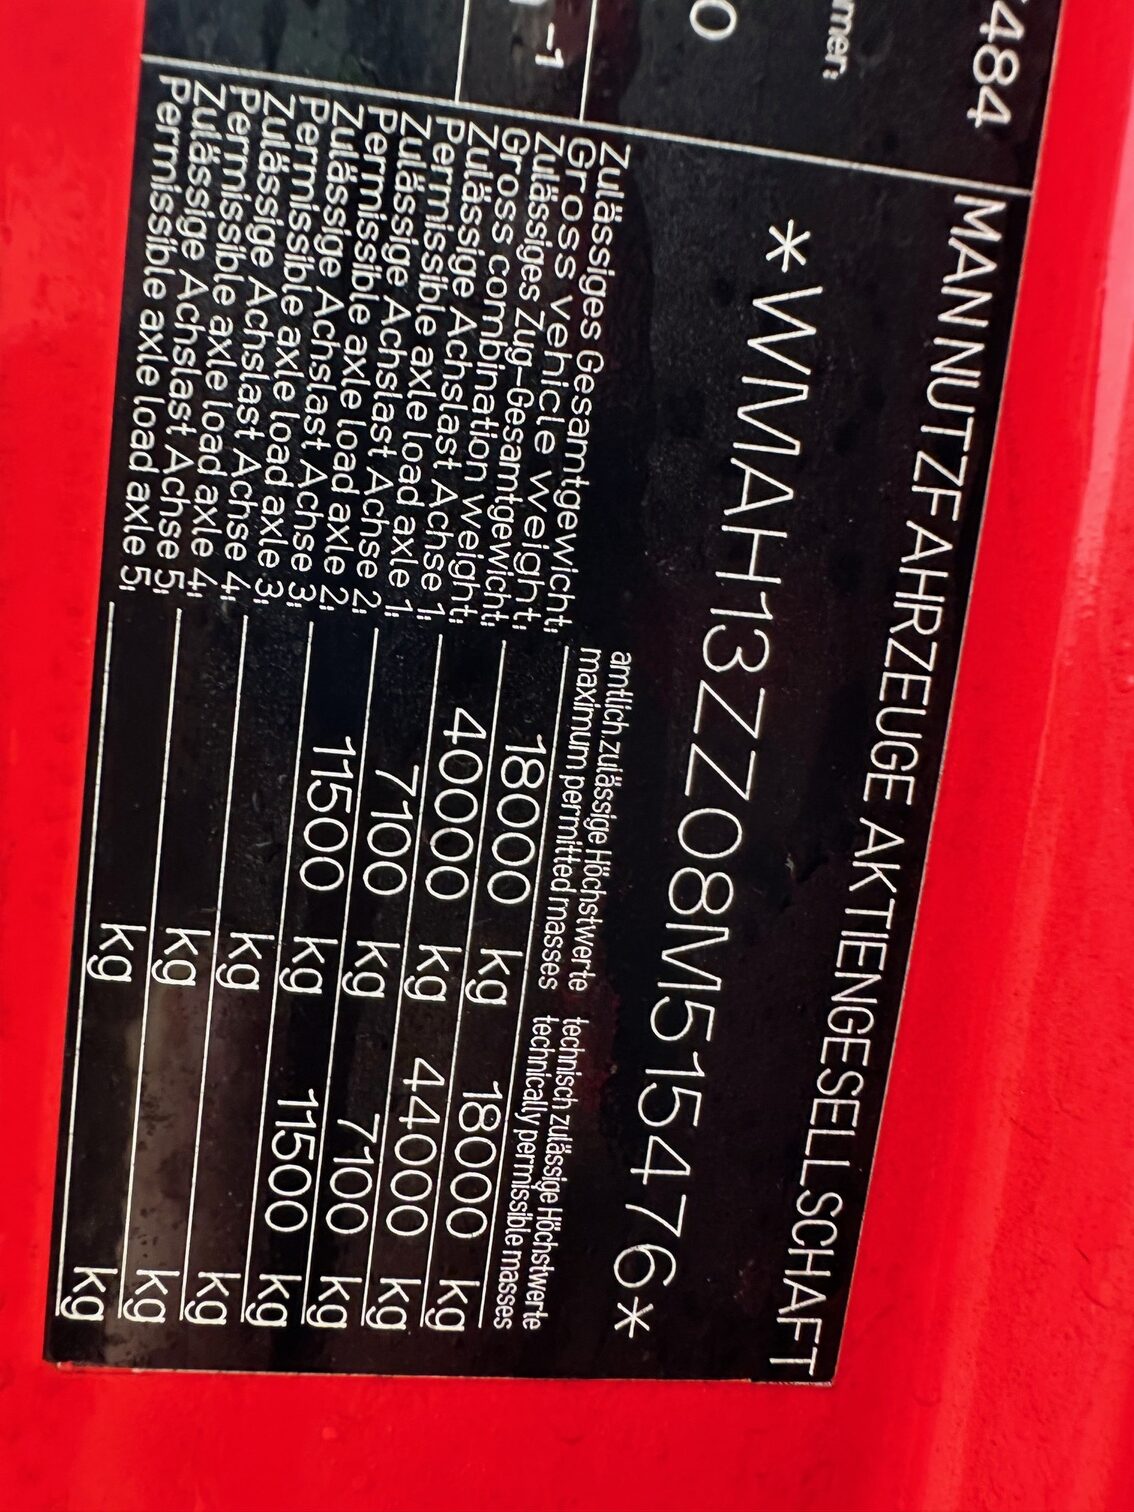 484
mer:
0
-1
MAN NUTZFAHRZEUGE AKTIENGESELLSCHAFT
*WMAH13ZZ08M515476*
amtlich zulässige Höchstwerte technisch zulässige Höchstwerte
maximum permitted masses technically permissible masses
Zulässiges Gesamtgewicht:
Gross vehicle weight: 18000 kg 18000 kg
Zulässiges Zug-Gesamtgewicht:
Gross combination weight: 40000 kg 44000 kg
Zulässige Achslast Achse 1:
Permissible axle load axle 1: 7100 kg 7100 kg
Zulässige Achslast Achse 2:
Permissible axle load axle 2: 11500 kg 11500 kg
Zulässige Achslast Achse 3:
Permissible axle load axle 3: kg kg
Zulässige Achslast Achse 4:
Permissible axle load axle 4: kg kg
Zulässige Achslast Achse 5:
Permissible axle load axle 5: kg kg